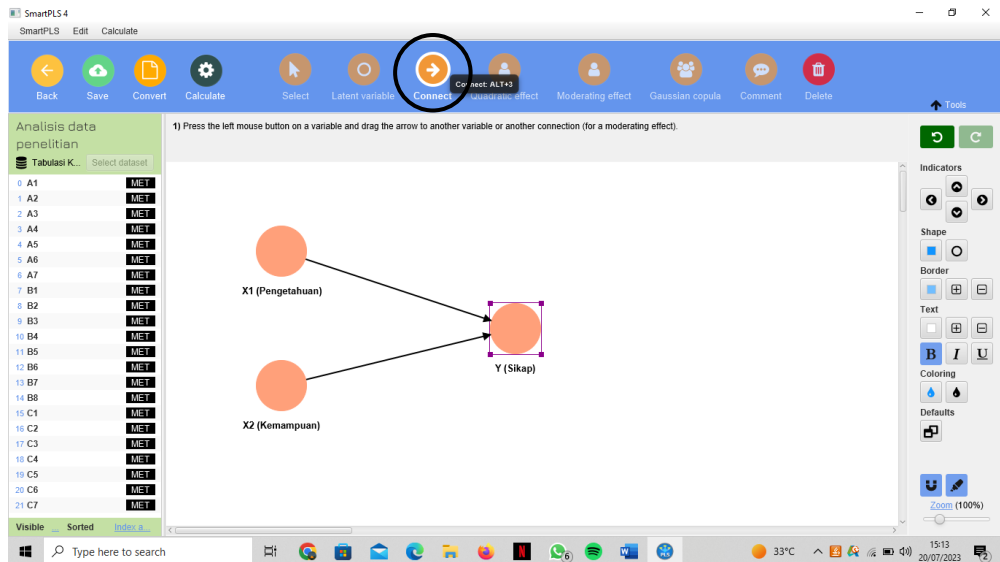 SmartPLS 4
SmartPLS Edit Calculate
Back Save Convert Calculate Select Latent variable Connect Quadratic effect Moderating effect Gaussian copula Comment Delete
Connect: ALT+3
Tools
Analisis data
penelitian
Tabulasi K... Select dataset
1) Press the left mouse button on a variable and drag the arrow to another variable or another connection (for a moderating effect).
0 A1 MET
1 A2 MET
2 A3 MET
3 A4 MET
4 A5 MET
5 A6 MET
6 A7 MET
7 B1 MET
8 B2 MET
9 B3 MET
10 B4 MET
11 B5 MET
12 B6 MET
13 B7 MET
14 B8 MET
15 C1 MET
16 C2 MET
17 C3 MET
18 C4 MET
19 C5 MET
20 C6 MET
21 C7 MET
Visible ... Sorted Index a...
X1 (Pengetahuan)
Y (Sikap)
X2 (Kemampuan)
Indicators
Shape
Border
Text
B I U
Coloring
Defaults
Zoom (100%)
Type here to search
N
6
W
PLS
33°C
15:13
20/07/2023
2